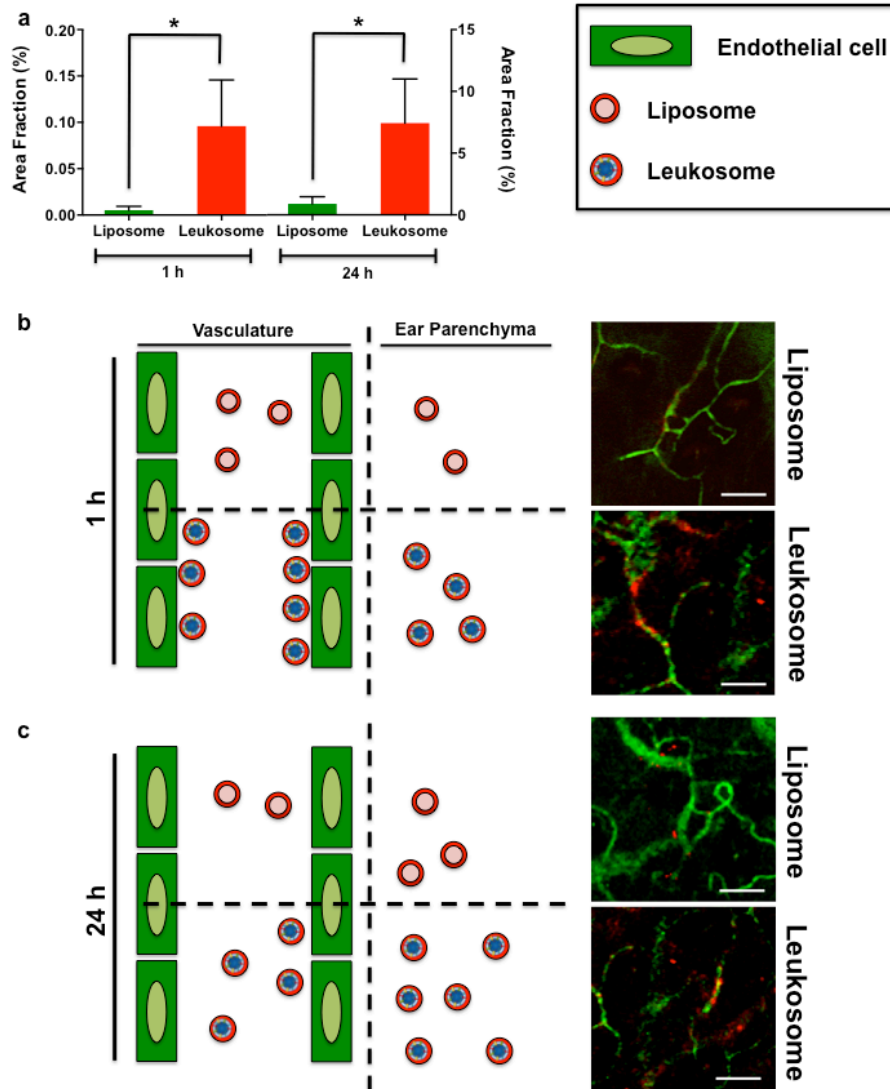 a
0.20
0.15
0.10
0.05
0.00
Area Fraction (%)
*
*
15
10
5
0
Area Fraction (%)
Liposome
Leukosome
Liposome
Leukosome
1 h
24 h
Endothelial cell
Liposome
Leukosome
b
Vasculature
Ear Parenchyma
1 h
Liposome
Leukosome
c
24 h
Liposome
Leukosome